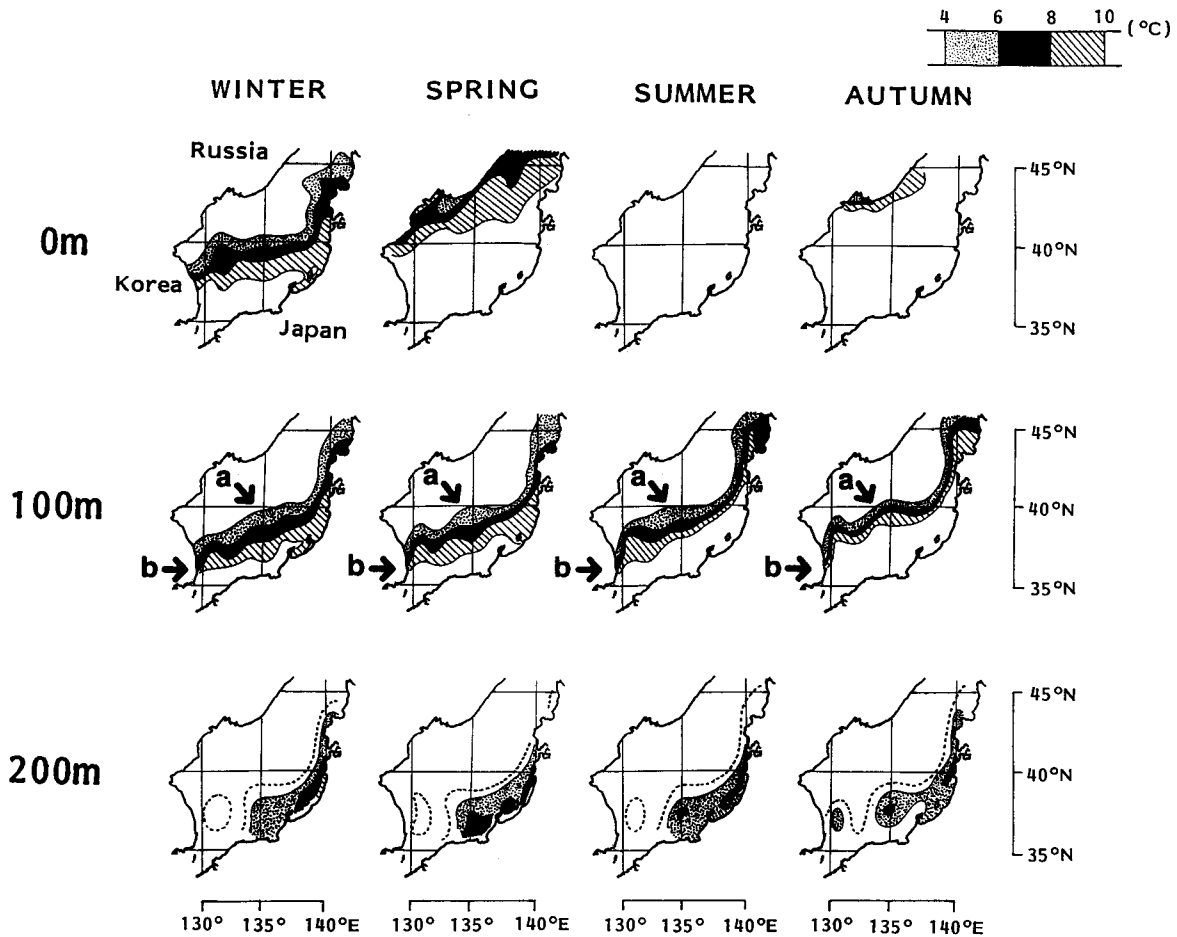 4 6 8 10 (°C)
WINTER SPRING SUMMER AUTUMN
Russia
45°N
0m
40°N
Korea
Japan
35°N
100m
a a a a
45°N
40°N
b b b b
35°N
200m
45°N
40°N
35°N
130° 135° 140°E 130° 135° 140°E 130° 135° 140°E 130° 135° 140°E